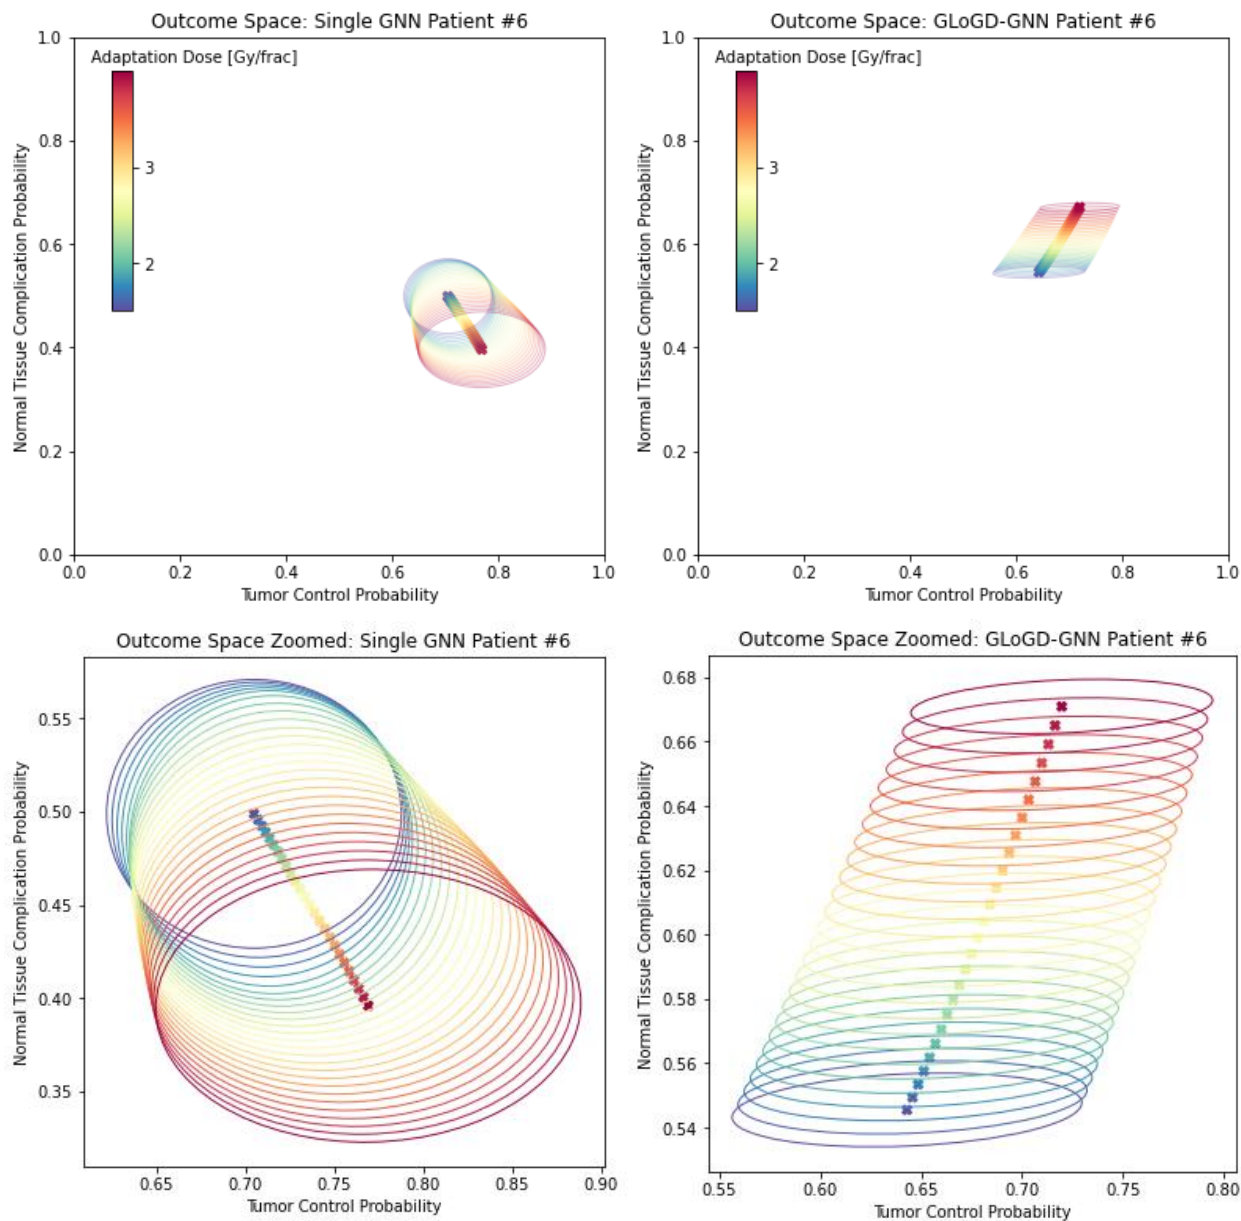 Outcome Space: Single GNN Patient #6
1.0
Adaptation Dose [Gy/frac]
0.8
3
2
0.6
0.4
0.2
0.0
Normal Tissue Complication Probability
0.0 0.2 0.4 0.6 0.8 1.0
Tumor Control Probability
Outcome Space: GLoGD-GNN Patient #6
1.0
Adaptation Dose [Gy/frac]
0.8
3
2
0.6
0.4
0.2
0.0
Normal Tissue Complication Probability
0.0 0.2 0.4 0.6 0.8 1.0
Tumor Control Probability
Outcome Space Zoomed: Single GNN Patient #6
0.55
0.50
0.45
0.40
0.35
Normal Tissue Complication Probability
0.65 0.70 0.75 0.80 0.85 0.90
Tumor Control Probability
Outcome Space Zoomed: GLoGD-GNN Patient #6
0.68
0.66
0.64
0.62
0.60
0.58
0.56
0.54
Normal Tissue Complication Probability
0.55 0.60 0.65 0.70 0.75 0.80
Tumor Control Probability